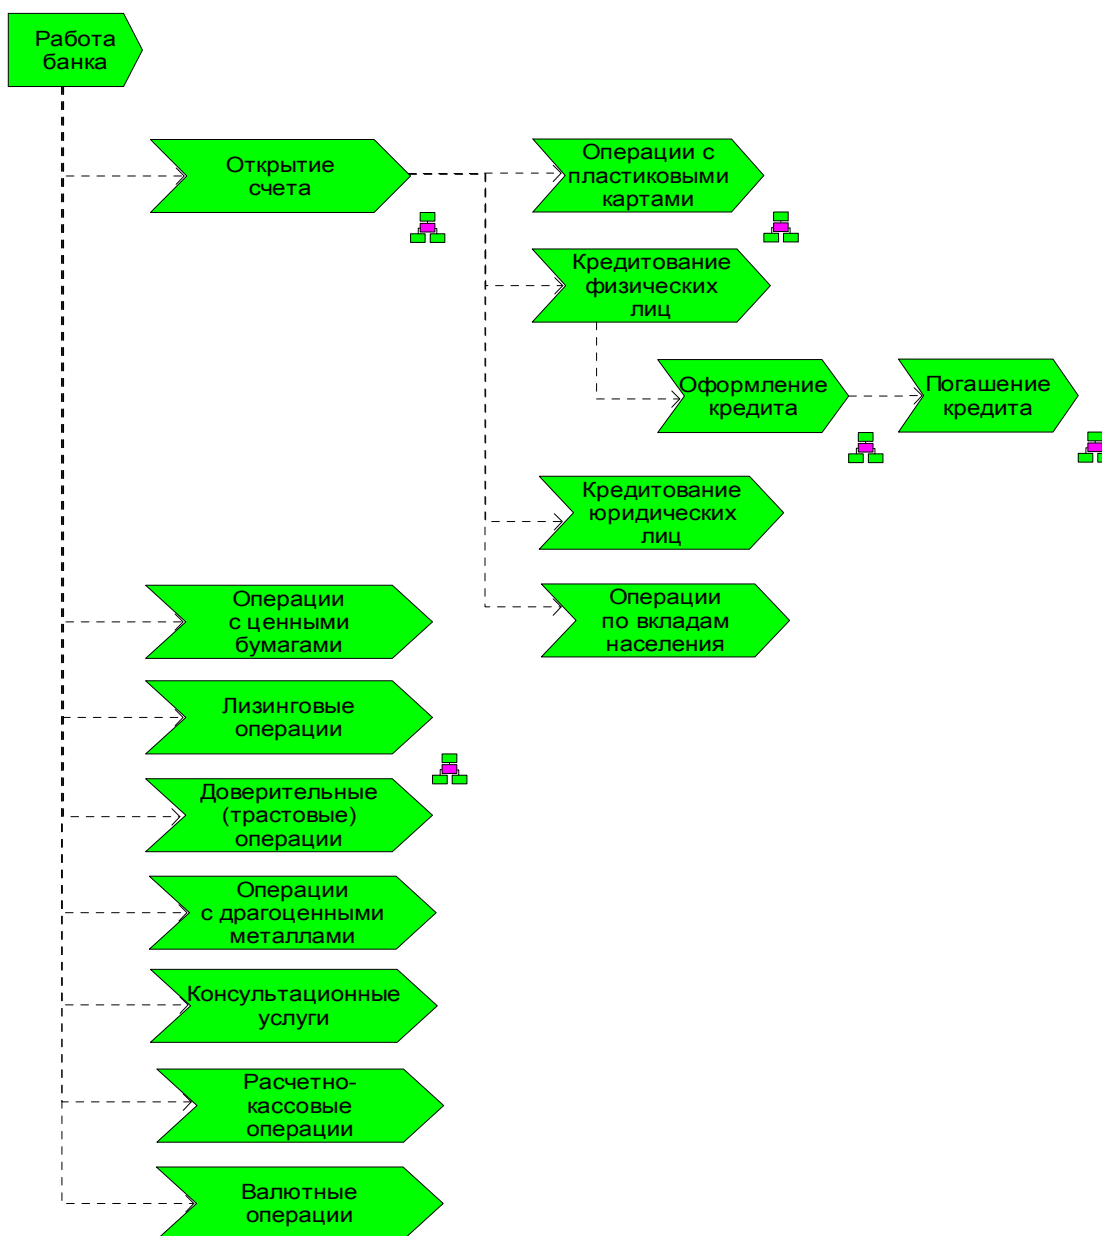 Работа
банка
Открытие
счета
Операции с
пластиковыми
картами
Кредитование
физических
лиц
Оформление
кредита
Погашение
кредита
Кредитование
юридических
лиц
Операции
по вкладам
населения
Операции
с ценными
бумагами
Лизинговые
операции
Доверительные
(трастовые)
операции
Операции
с драгоценными
металлами
Консультационные
услуги
Расчетно-
кассовые
операции
Валютные
операции